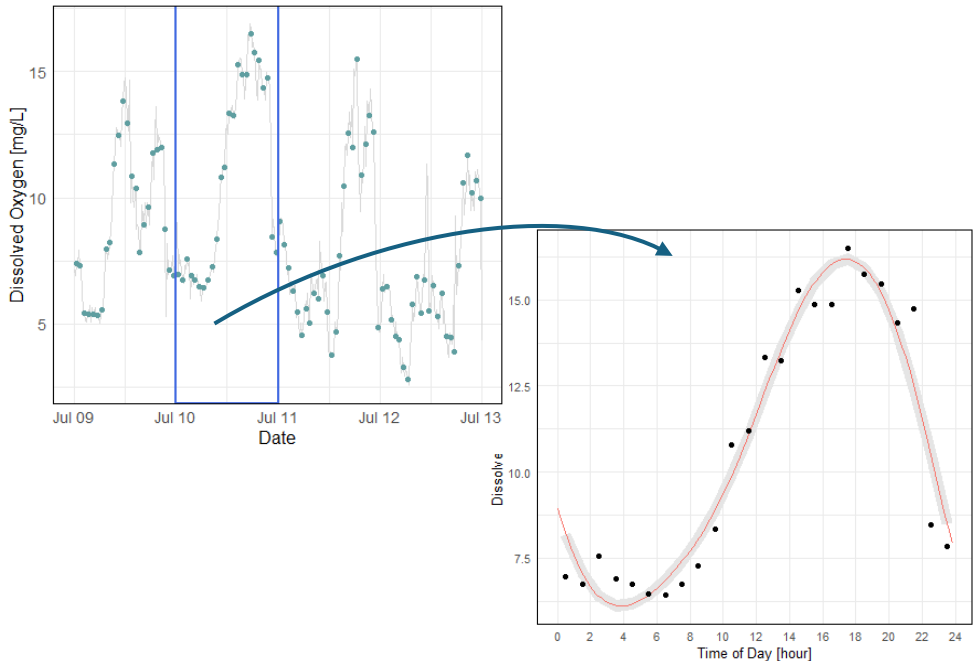 Dissolved Oxygen [mg/L]
15
10
5
Jul 09 Jul 10 Jul 11 Jul 12 Jul 13
Date
Dissolve
15.0
12.5
10.0
7.5
0 2 4 6 8 10 12 14 16 18 20 22 24
Time of Day [hour]